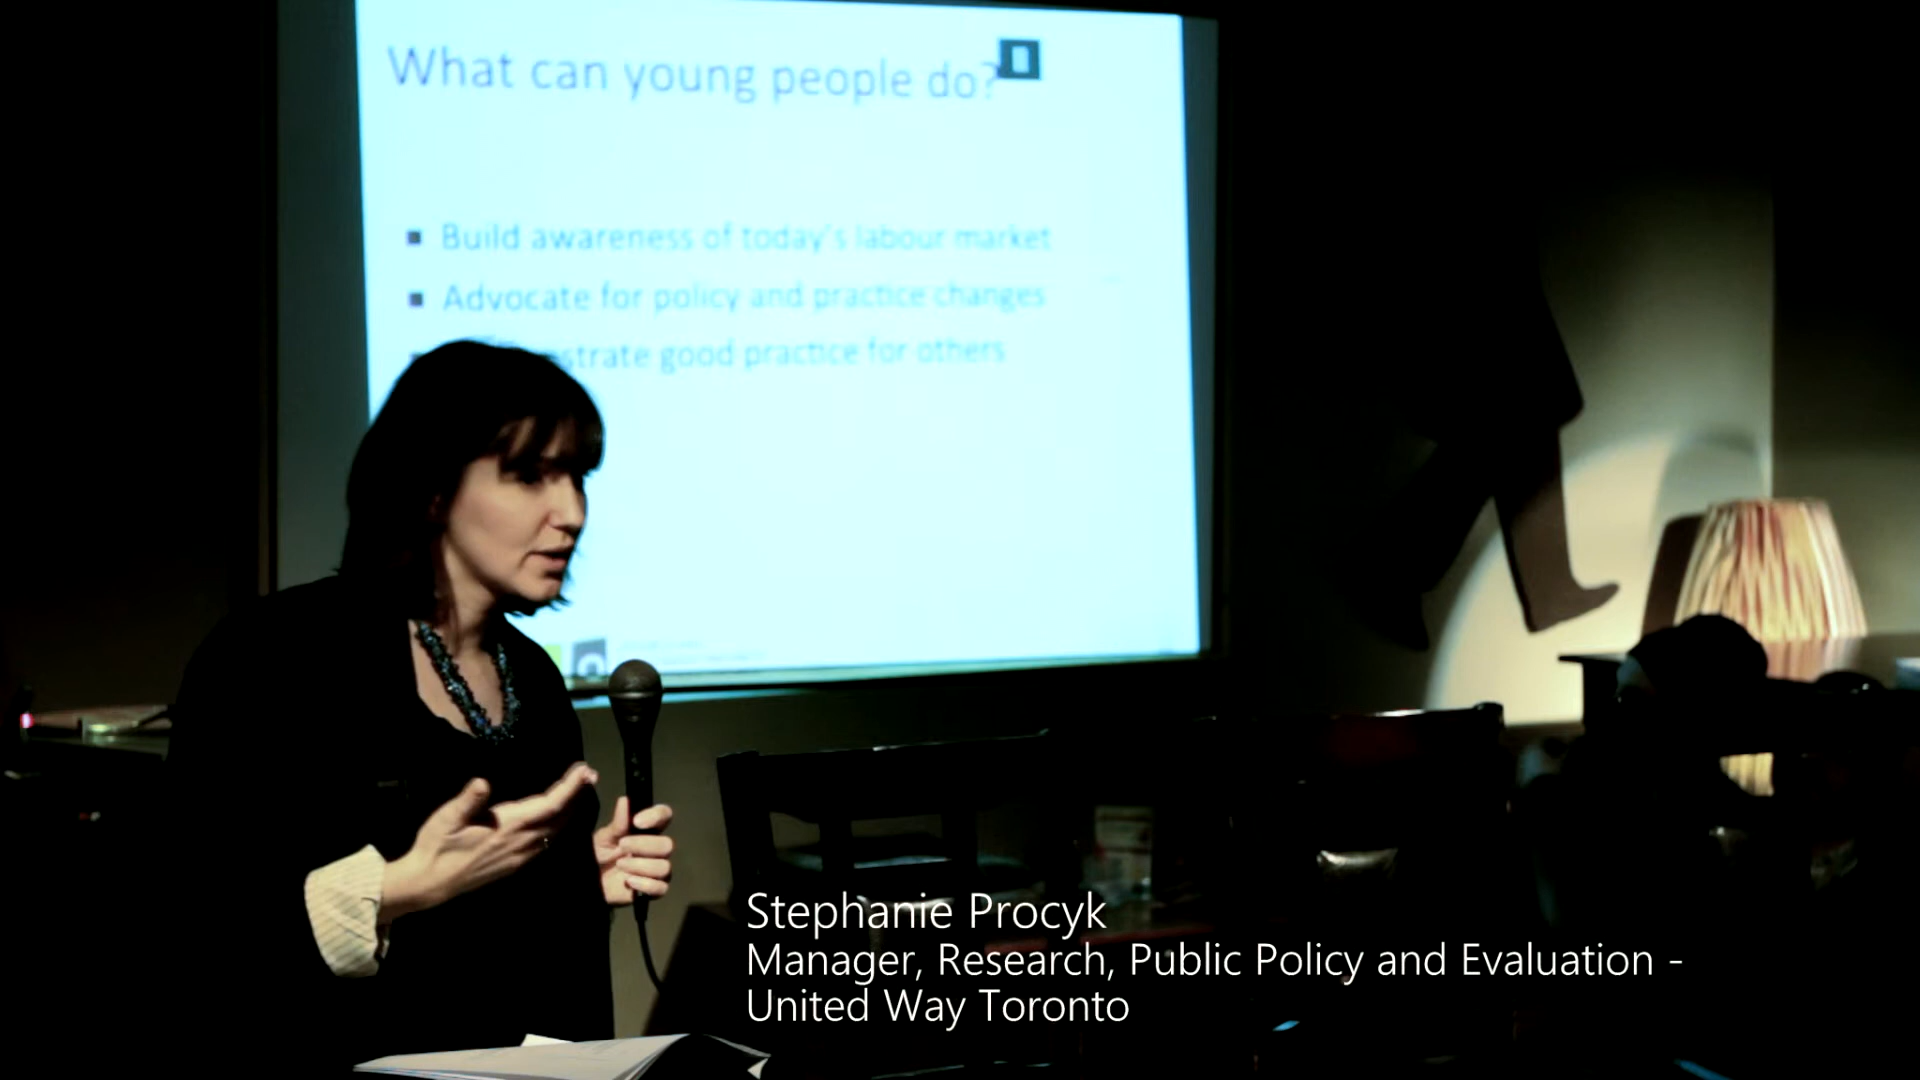 What can young people do?
Build awareness of today's labour market
Advocate for policy and practice changes
good practice for others
Stephanie Procyk
Manager, Research, Public Policy and Evaluation -
United Way Toronto